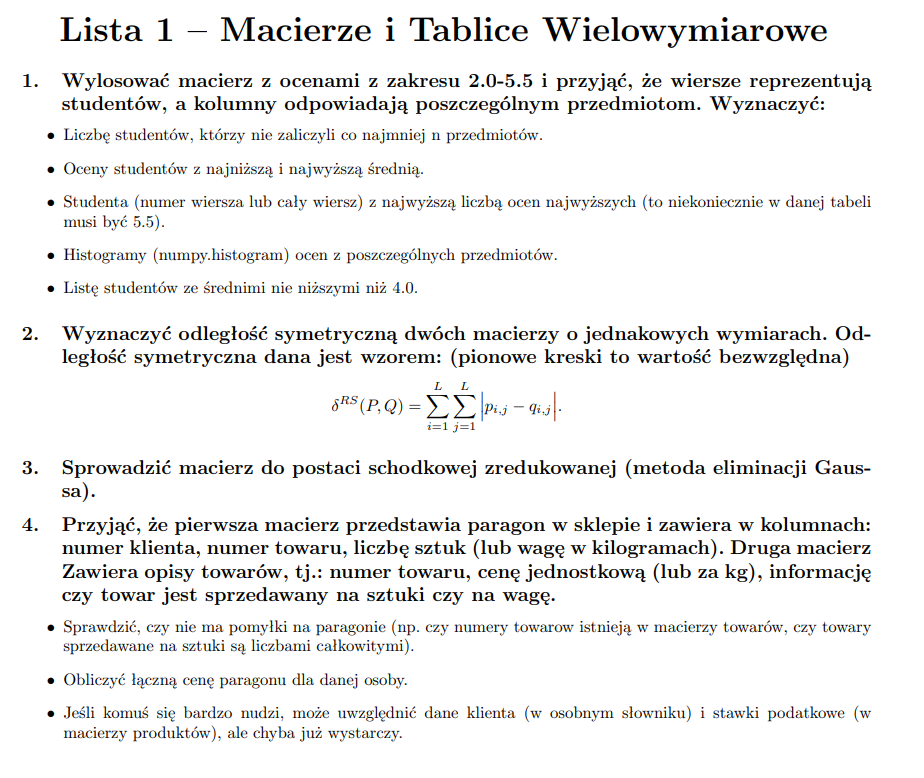 Lista 1 – Macierze i Tablice Wielowymiarowe
1. Wylosować macierz z ocenami z zakresu 2.0-5.5 i przyjąć, że wiersze reprezentują
studentów, a kolumny odpowiadają poszczególnym przedmiotom. Wyznaczyć:
• Liczbę studentów, którzy nie zaliczyli co najmniej n przedmiotów.
• Oceny studentów z najniższą i najwyższą średnią.
• Studenta (numer wiersza lub cały wiersz) z najwyższą liczbą ocen najwyższych (to niekoniecznie w danej tabeli
musi być 5.5).
• Histogramy (numpy.histogram) ocen z poszczególnych przedmiotów.
• Listę studentów ze średnimi nie niższymi niż 4.0.
2. Wyznaczyć odległość symetryczną dwóch macierzy o jednakowych wymiarach. Od-
ległość symetryczna dana jest wzorem: (pionowe kreski to wartość bezwzględna)
δ^{RS}(P, Q) = \sum_{i=1}^{L} \sum_{j=1}^{L} |p_{i,j} − q_{i,j}|.
3. Sprowadzić macierz do postaci schodkowej zredukowanej (metoda eliminacji Gaus-
sa).
4. Przyjąć, że pierwsza macierz przedstawia paragon w sklepie i zawiera w kolumnach:
numer klienta, numer towaru, liczbę sztuk (lub wagę w kilogramach). Druga macierz
Zawiera opisy towarów, tj.: numer towaru, cenę jednostkową (lub za kg), informację
czy towar jest sprzedawany na sztuki czy na wagę.
• Sprawdzić, czy nie ma pomyłki na paragonie (np. czy numery towarow istnieją w macierzy towarów, czy towary
sprzedawane na sztuki są liczbami całkowitymi).
• Obliczyć łączną cenę paragonu dla danej osoby.
• Jeśli komuś się bardzo nudzi, może uwzględnić dane klienta (w osobnym słowniku) i stawki podatkowe (w
macierzy produktów), ale chyba już wystarczy.